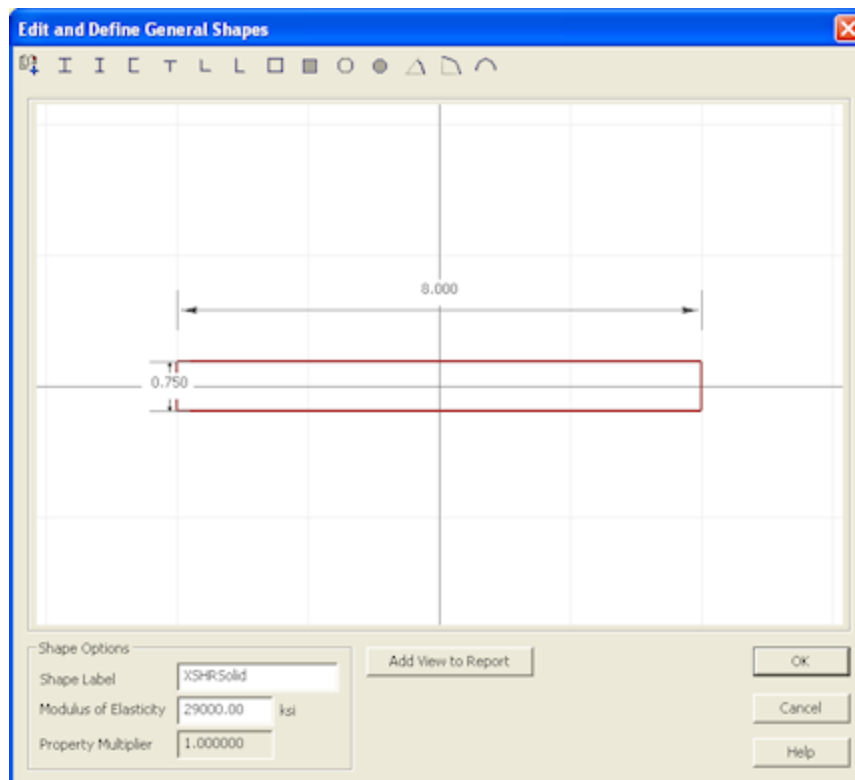 Edit and Define General Shapes
8.000
0.750
Shape Options
Shape Label XSHRSolid
Modulus of Elasticity 29000.00 ksi
Property Multiplier 1.000000
Add View to Report
OK
Cancel
Help